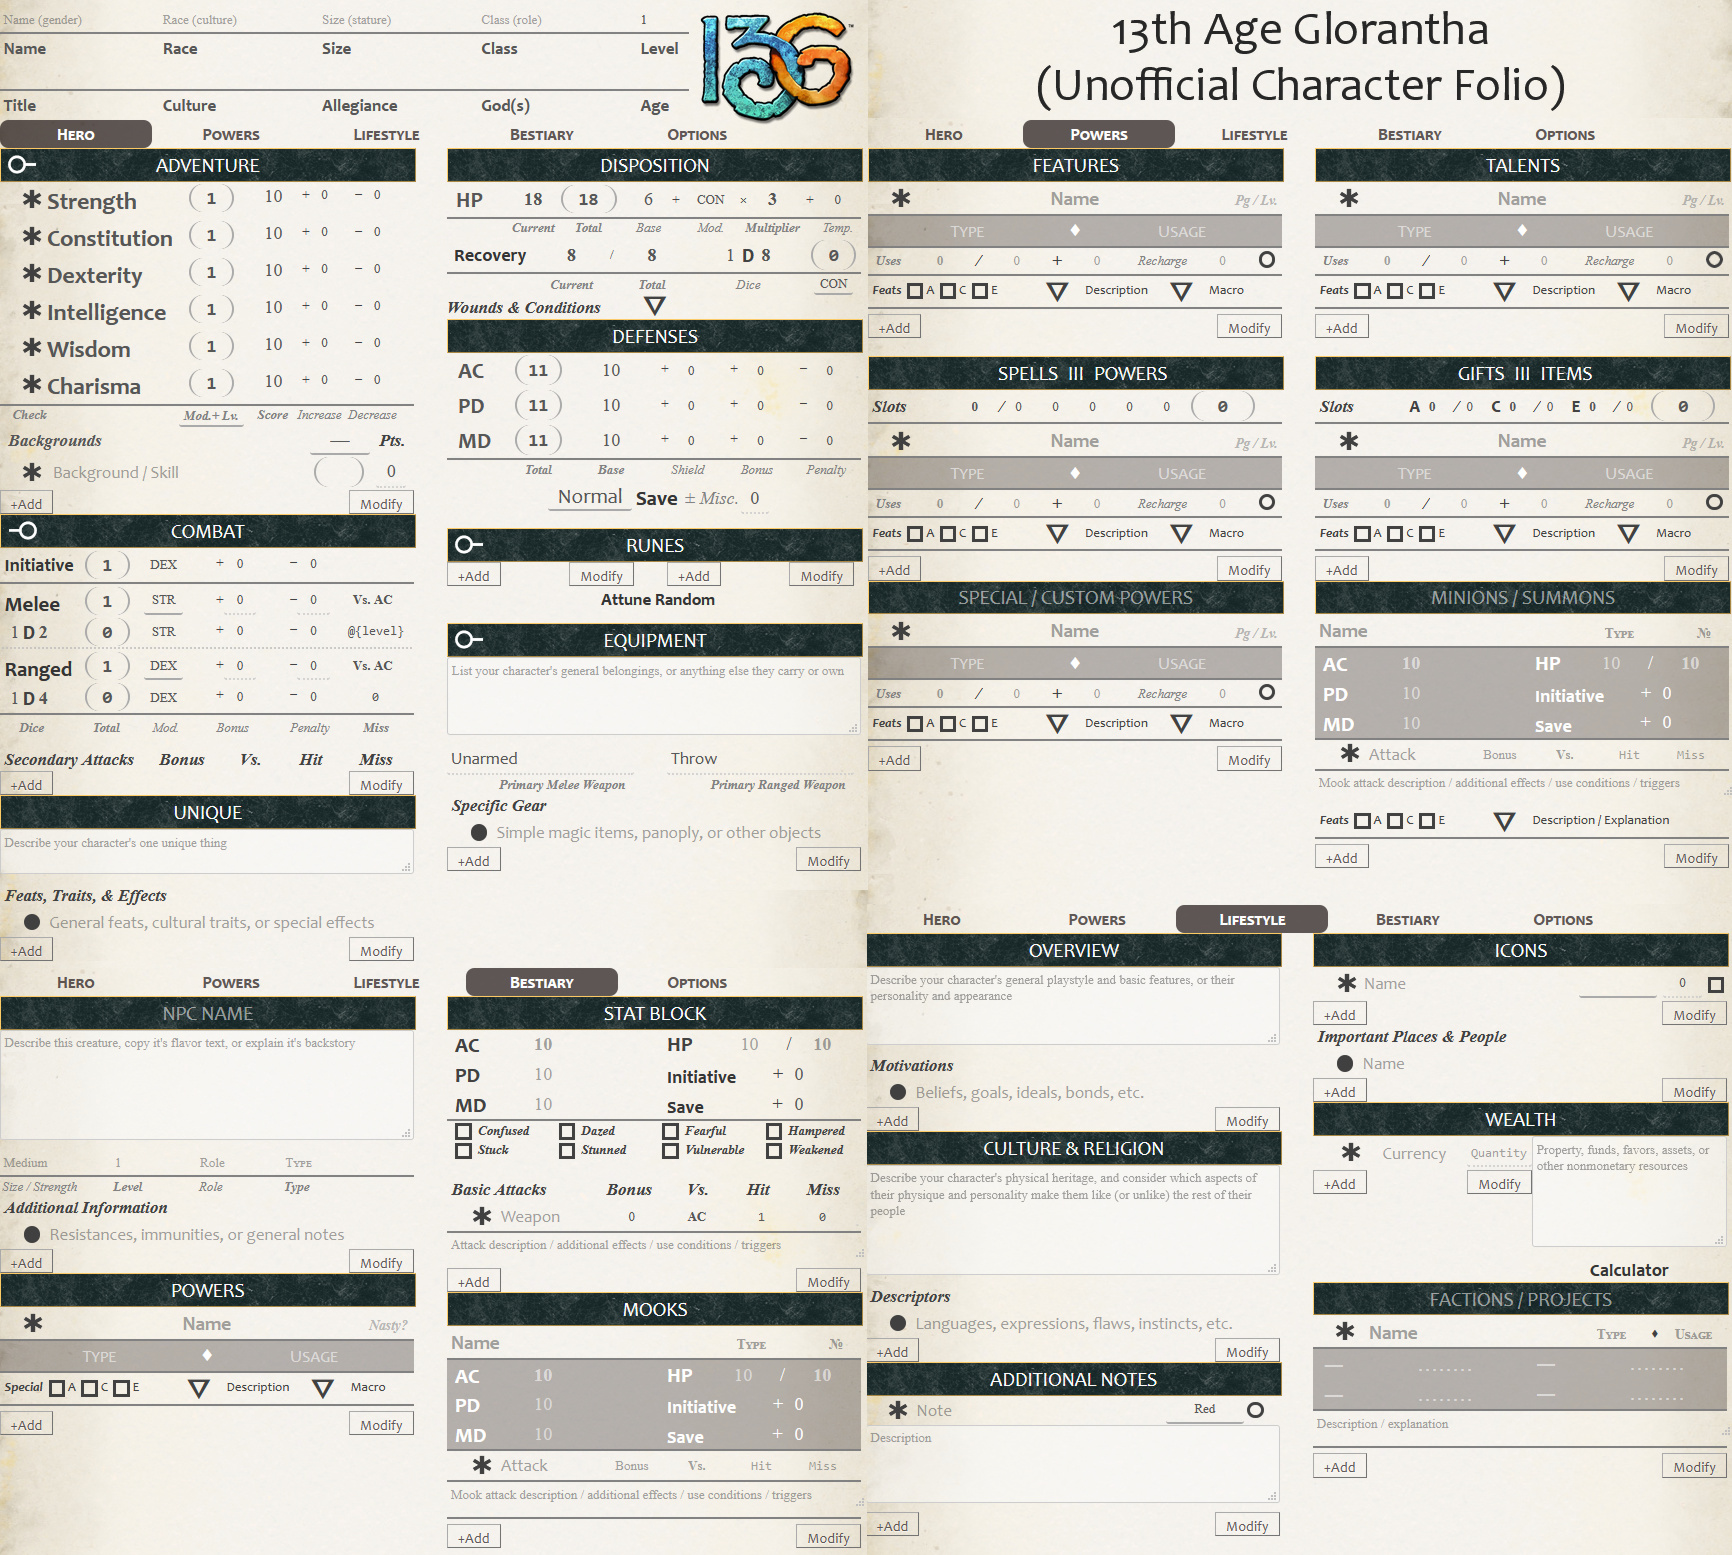 Name (gender) Race (culture) Size (stature) Class (role) 1
Name Race Size Class Level
Title Culture Allegiance God(s) Age
13G ™
Hero Powers Lifestyle Bestiary Options
ADVENTURE
Strength 1 10 + 0 − 0
Constitution 1 10 + 0 − 0
Dexterity 1 10 + 0 − 0
Intelligence 1 10 + 0 − 0
Wisdom 1 10 + 0 − 0
Charisma 1 10 + 0 − 0
Check Mod.+ Lv. Score Increase Decrease
Backgrounds — Pts.
Background / Skill 0
+Add Modify
COMBAT
Initiative 1 DEX + 0 − 0
Melee 1 STR + 0 − 0 Vs. AC
1 D 2 0 STR + 0 − 0 @{level}
Ranged 1 DEX + 0 − 0 Vs. AC
1 D 4 0 DEX + 0 − 0 0
Dice Total Mod. Bonus Penalty Miss
Secondary Attacks Bonus Vs. Hit Miss
+Add Modify
UNIQUE
Describe your character's one unique thing
Feats, Traits, & Effects
General feats, cultural traits, or special effects
+Add Modify
DISPOSITION
HP 18 18 6 + CON × 3 + 0
Current Total Base Mod. Multiplier Temp.
Recovery 8 / 8 1 D 8 0
Current Total Dice CON
Wounds & Conditions
DEFENSES
AC 11 10 + 0 + 0 − 0
PD 11 10 + 0 + 0 − 0
MD 11 10 + 0 + 0 − 0
Total Base Shield Bonus Penalty
Normal Save ± Misc. 0
RUNES
+Add Modify +Add Modify
Attune Random
EQUIPMENT
List your character's general belongings, or anything else they carry or own
Unarmed Throw
Primary Melee Weapon Primary Ranged Weapon
Specific Gear
Simple magic items, panoply, or other objects
+Add Modify
13th Age Glorantha
(Unofficial Character Folio)
Hero Powers Lifestyle Bestiary Options
FEATURES
Name Pg / Lv.
Type ♦ Usage
Uses 0 / 0 + 0 Recharge 0
Feats A C E Description Macro
+Add Modify
TALENTS
Name Pg / Lv.
Type ♦ Usage
Uses 0 / 0 + 0 Recharge 0
Feats A C E Description Macro
+Add Modify
SPELLS III POWERS
Slots 0 / 0 0 0 0 0 0
Name Pg / Lv.
Type ♦ Usage
Uses 0 / 0 + 0 Recharge 0
Feats A C E Description Macro
+Add Modify
GIFTS III ITEMS
Slots A 0 / 0 C 0 / 0 E 0 / 0 0
Name Pg / Lv.
Type ♦ Usage
Uses 0 / 0 + 0 Recharge 0
Feats A C E Description Macro
+Add Modify
SPECIAL / CUSTOM POWERS
Name Pg / Lv.
Type ♦ Usage
Uses 0 / 0 + 0 Recharge 0
Feats A C E Description Macro
+Add Modify
MINIONS / SUMMONS
Name Type №
AC 10 HP 10 / 10
PD 10 Initiative + 0
MD 10 Save + 0
Attack Bonus Vs. Hit Miss
Mook attack description / additional effects / use conditions / triggers
Feats A C E Description / Explanation
+Add Modify
Hero Powers Lifestyle Bestiary Options
NPC NAME
Describe this creature, copy it's flavor text, or explain it's backstory
Medium 1 Role Type
Size / Strength Level Role Type
Additional Information
Resistances, immunities, or general notes
+Add Modify
POWERS
Name Nasty?
Type ♦ Usage
Special A C E Description Macro
+Add Modify
STAT BLOCK
AC 10 HP 10 / 10
PD 10 Initiative + 0
MD 10 Save + 0
Confused Dazed Fearful Hampered
Stuck Stunned Vulnerable Weakened
Basic Attacks Bonus Vs. Hit Miss
Weapon 0 AC 1 0
Attack description / additional effects / use conditions / triggers
+Add Modify
MOOKS
Name Type №
AC 10 HP 10 / 10
PD 10 Initiative + 0
MD 10 Save + 0
Attack Bonus Vs. Hit Miss
Mook attack description / additional effects / use conditions / triggers
+Add Modify
Hero Powers Lifestyle Bestiary Options
OVERVIEW
Describe your character's general playstyle and basic features, or their
personality and appearance
Motivations
Beliefs, goals, ideals, bonds, etc.
+Add Modify
CULTURE & RELIGION
Describe your character's physical heritage, and consider which aspects of
their physique and personality make them like (or unlike) the rest of their
people
Descriptors
Languages, expressions, flaws, instincts, etc.
+Add Modify
ADDITIONAL NOTES
Note Red
Description
+Add Modify
ICONS
Name 0
+Add Modify
Important Places & People
Name
+Add Modify
WEALTH
Currency Quantity
+Add Modify
Property, funds, favors, assets, or
other nonmonetary resources
Calculator
FACTIONS / PROJECTS
Name Type ♦ Usage
— ........ — ........
— ........ — ........
Description / explanation
+Add Modify